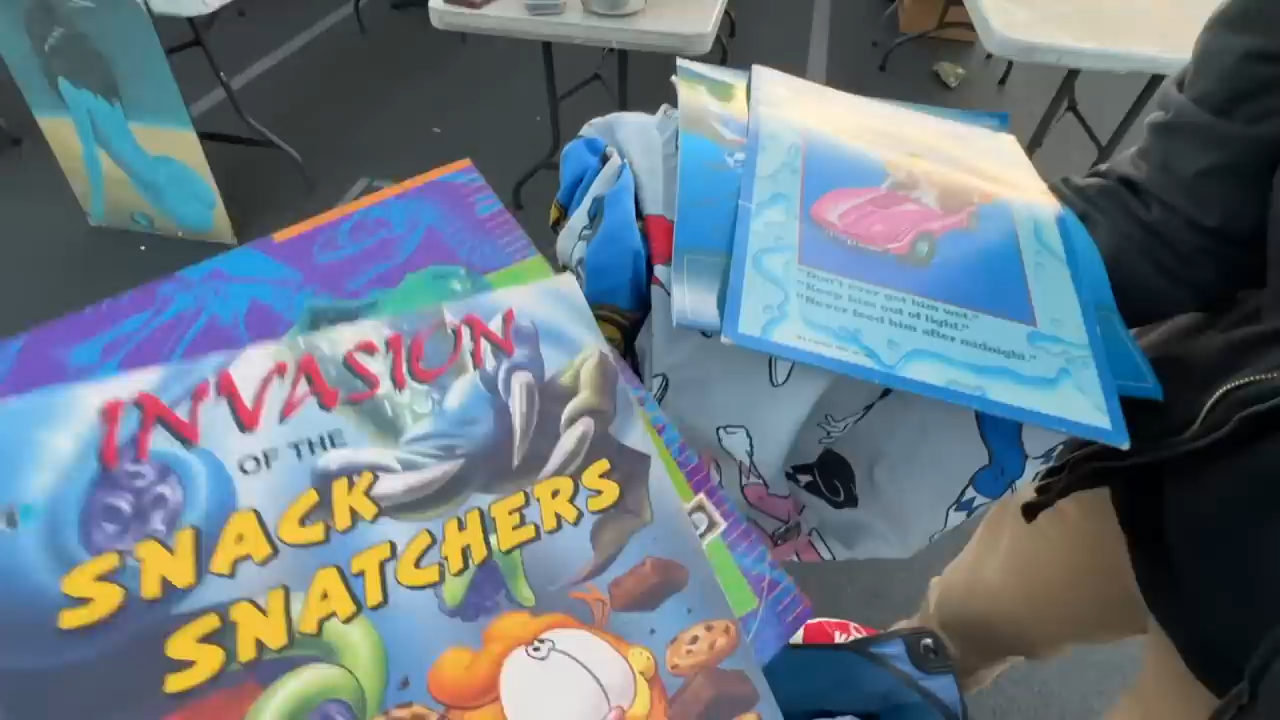 INVASION
OF THE
SNACK
SNATCHERS
"Don't ever get him wet."
"Keep him out of light."
"Never feed him after midnight."